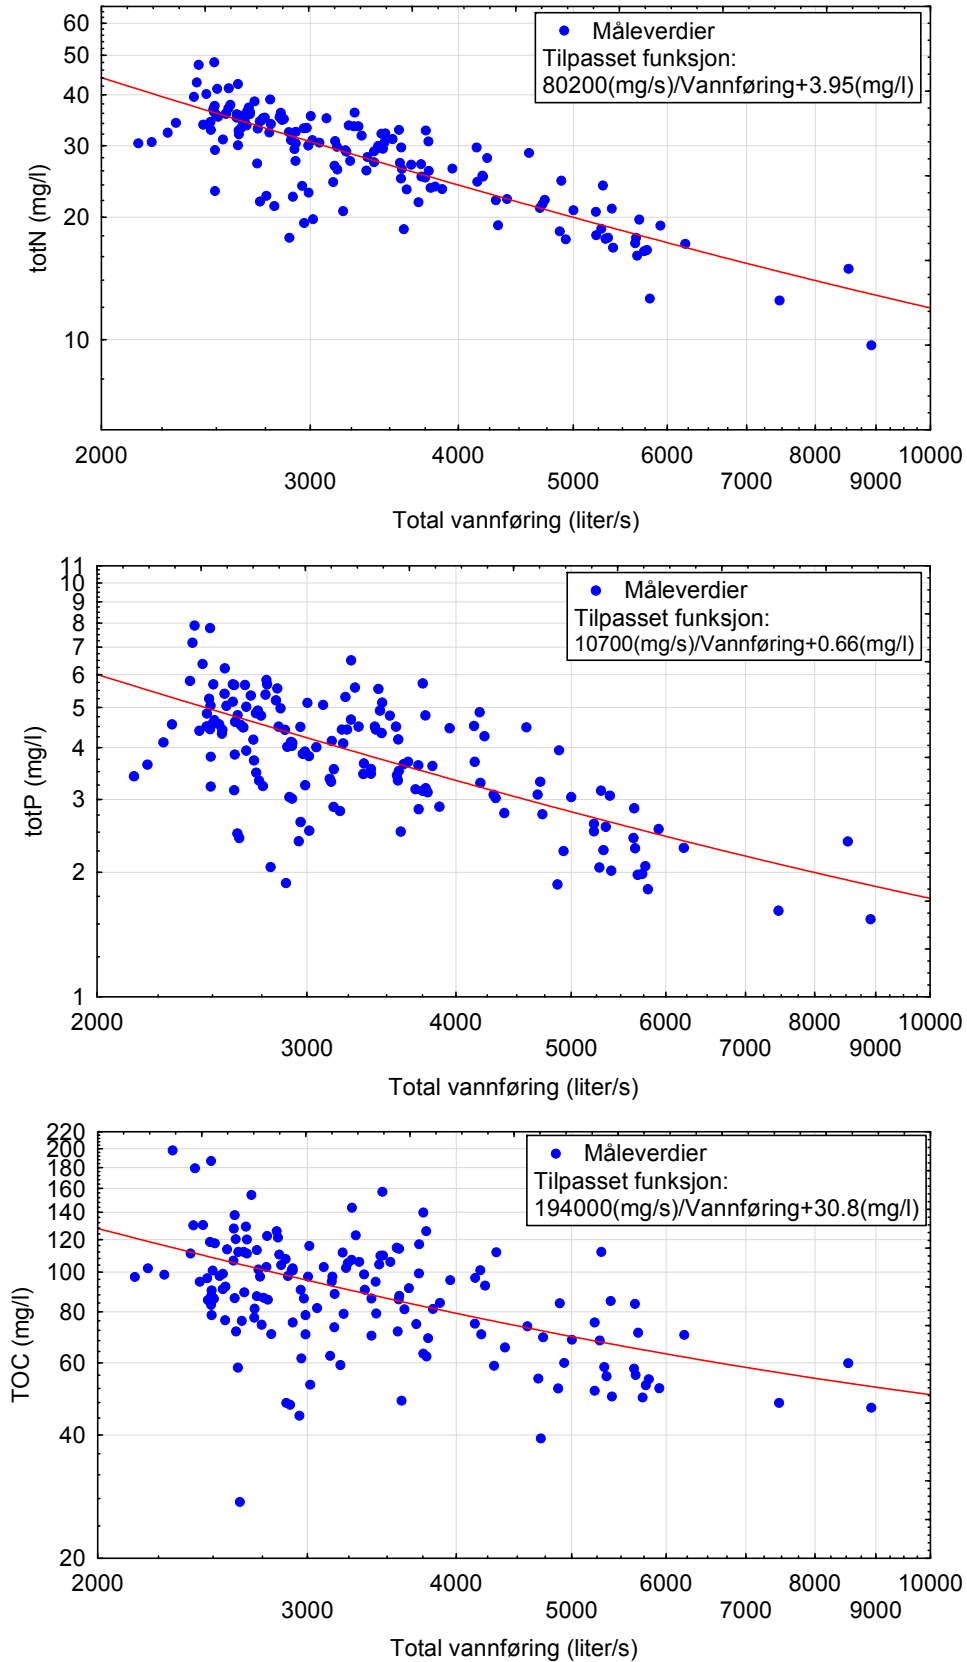 60
50
40
30
20
10
totN (mg/l)
Måleverdier
Tilpasset funksjon:
80200(mg/s)/Vannføring+3.95(mg/l)
2000 4000 5000 6000 8000 10000
3000 7000 9000
Total vannføring (liter/s)
11
10
9
8
7
6
5
4
3
2
1
totP (mg/l)
Måleverdier
Tilpasset funksjon:
10700(mg/s)/Vannføring+0.66(mg/l)
2000 4000 5000 6000 8000 10000
3000 7000 9000
Total vannføring (liter/s)
220
200
180
160
140
120
100
80
60
40
20
TOC (mg/l)
Måleverdier
Tilpasset funksjon:
194000(mg/s)/Vannføring+30.8(mg/l)
2000 4000 5000 6000 8000 10000
3000 7000 9000
Total vannføring (liter/s)